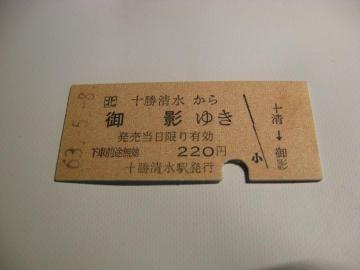 63.-5.-8
㊗ 十勝清水 から
御影 ゆき
発売当日限り有効
下車前途無効 220円
十勝清水駅発行
小
十清→御影